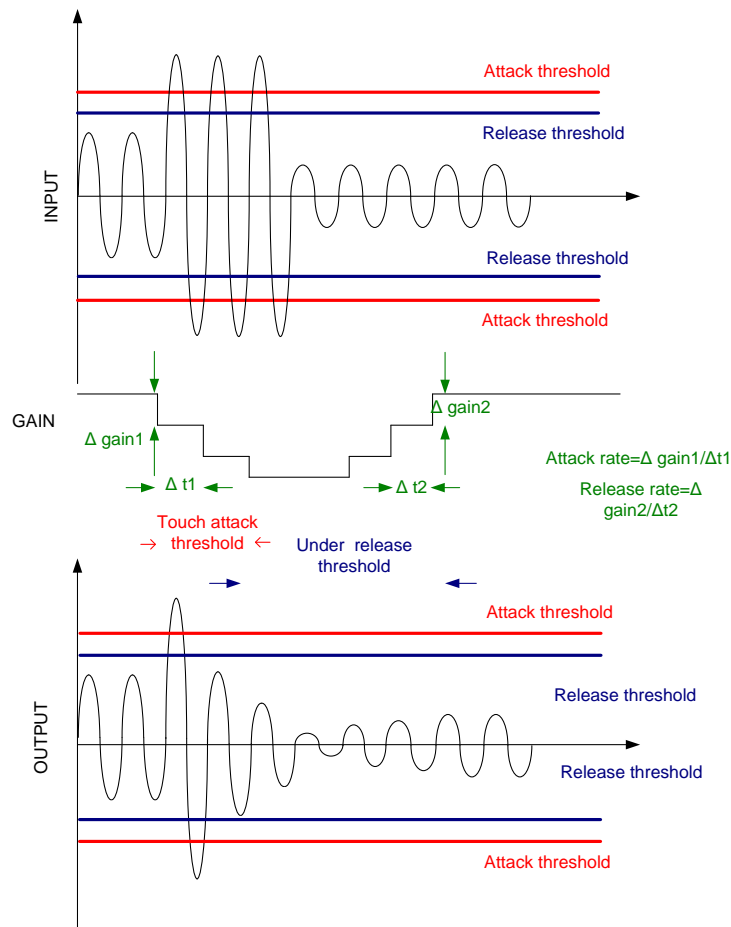 Attack threshold
Release threshold
INPUT
Release threshold
Attack threshold
GAIN
Δ gain1
Δ gain2
Δ t1
Δ t2
Attack rate=Δ gain1/Δt1
Release rate=Δ
gain2/Δt2
Touch attack
threshold
Under release
threshold
Attack threshold
Release threshold
OUTPUT
Release threshold
Attack threshold